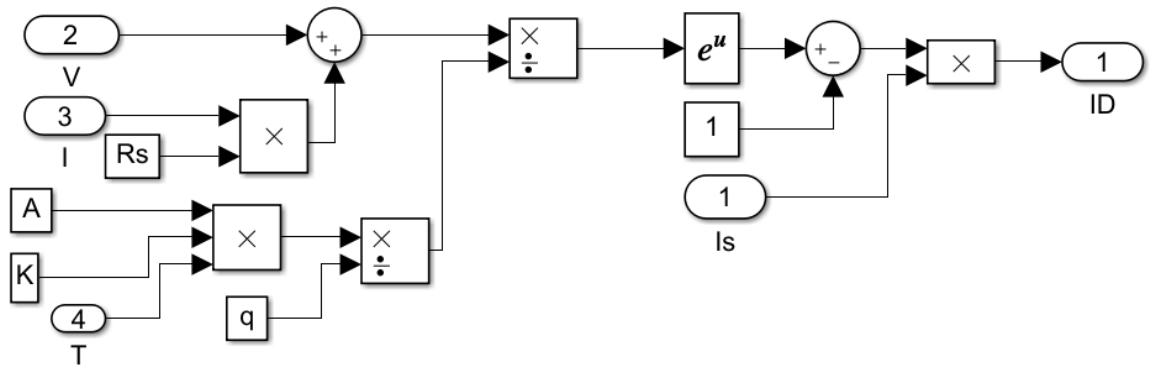 2
V
3
I
Rs
+
+
×
A
K
4
T
×
q
×
÷
×
÷
e^u
1
+
−
1
Is
×
1
ID